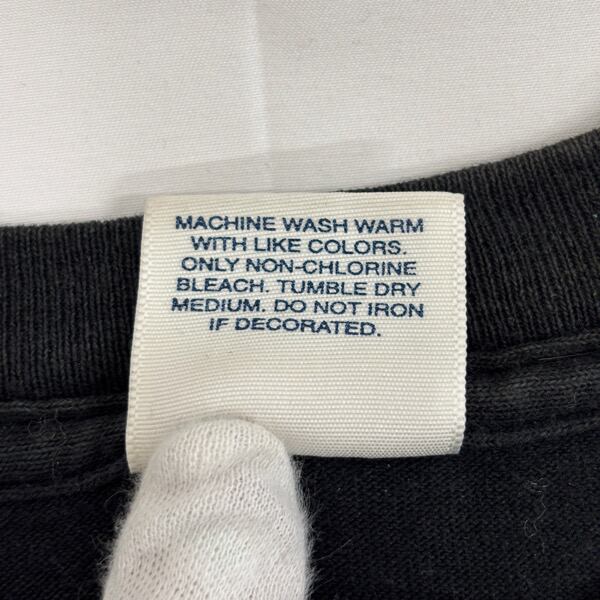 MACHINE WASH WARM
WITH LIKE COLORS.
ONLY NON-CHLORINE
BLEACH. TUMBLE DRY
MEDIUM. DO NOT IRON
IF DECORATED.